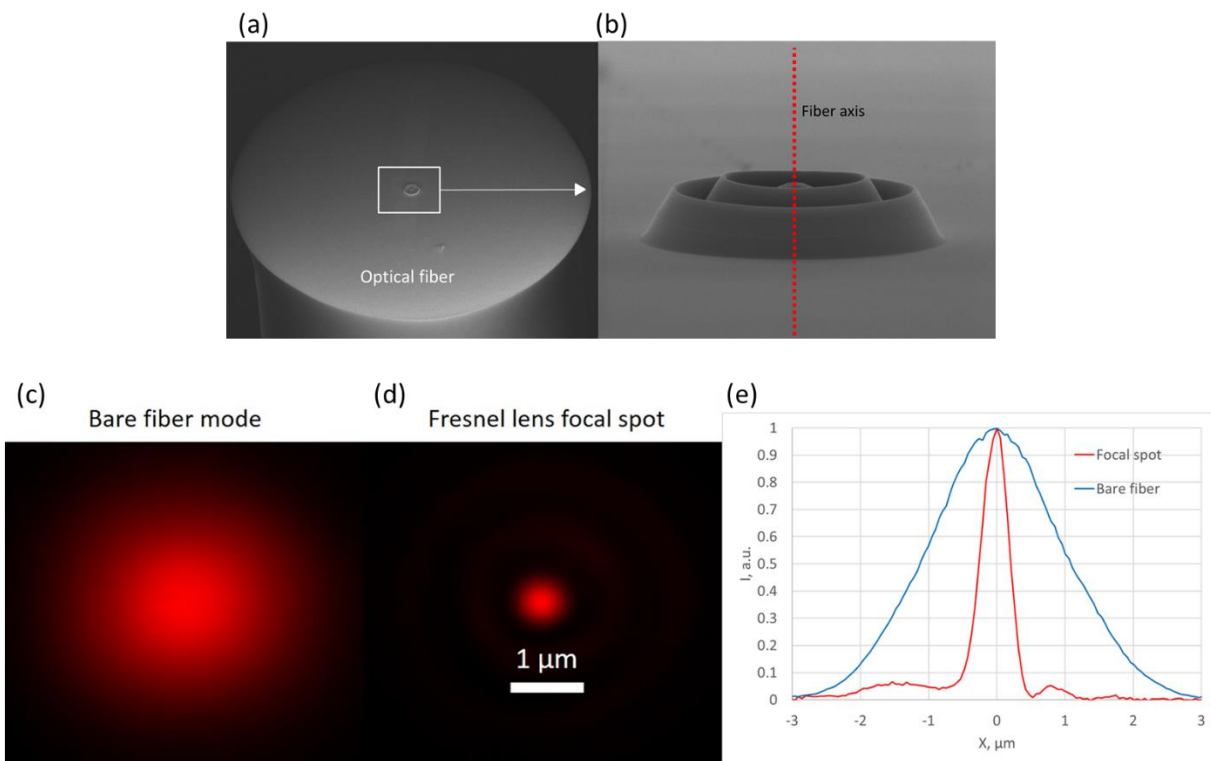 (a)
(b)
Fiber axis
Optical fiber
(c)
(d)
(e)
Bare fiber mode
Fresnel lens focal spot
1 µm
1
0.9
0.8
0.7
0.6
0.5
0.4
0.3
0.2
0.1
0
I, a.u.
Focal spot
Bare fiber
-3
-2
-1
0
1
2
3
X, µm